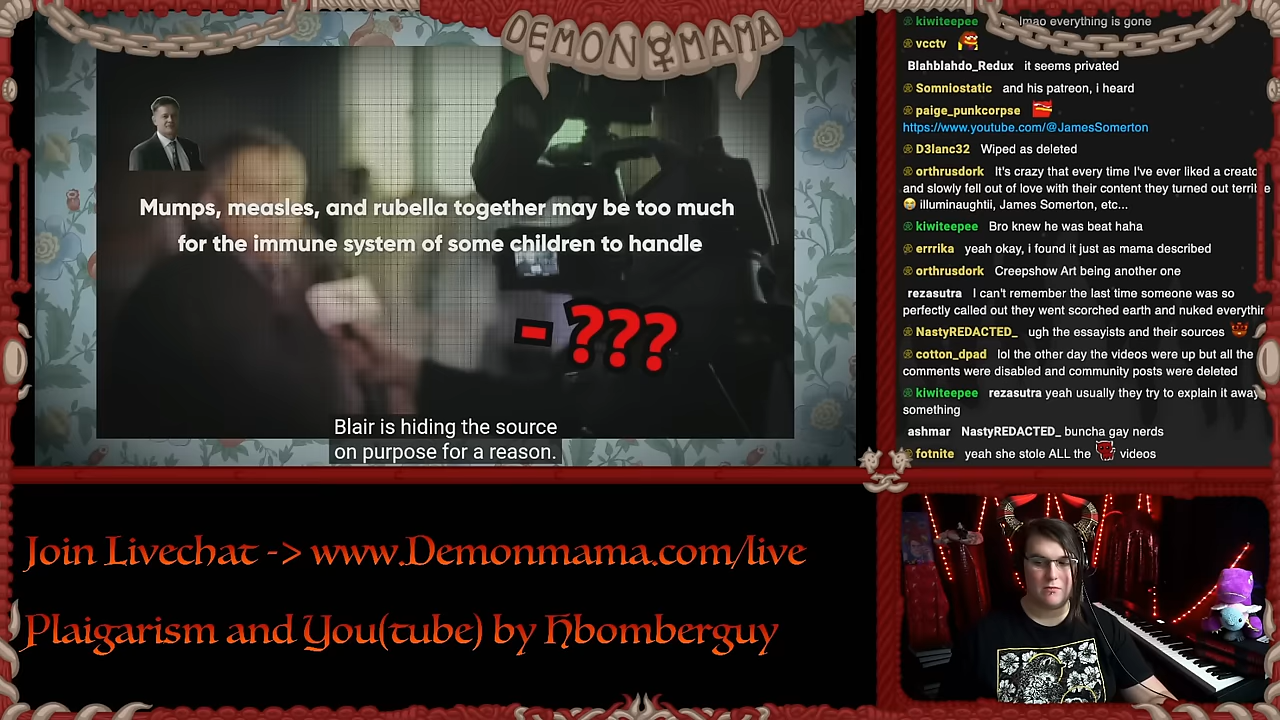 DEMON MAMA
Mumps, measles, and rubella together may be too much
for the immune system of some children to handle
- ???
Blair is hiding the source
on purpose for a reason.
kiwiteepee lmao everything is gone
vcctv
Blahblahdo_Redux it seems privated
Somniostatic and his patreon, i heard
paige_punkcorpse
https://www.youtube.com/@JamesSomerton
D3lanc32 Wiped as deleted
orthrusdork It's crazy that every time I've ever liked a creato
and slowly fell out of love with their content they turned out terrible
illuminaughtii, James Somerton, etc...
kiwiteepee Bro knew he was beat haha
errrika yeah okay, i found it just as mama described
orthrusdork Creepshow Art being another one
rezasutra I can't remember the last time someone was so
perfectly called out they went scorched earth and nuked everythin
NastyREDACTED_ ugh the essayists and their sources
cotton_dpad lol the other day the videos were up but all the
comments were disabled and community posts were deleted
kiwiteepee rezasutra yeah usually they try to explain it away
something
ashmar NastyREDACTED_ buncha gay nerds
fotnite yeah she stole ALL the videos
Join Livechat -> www.Demonmama.com/live
Plaigarism and You(tube) by Hbomberguy